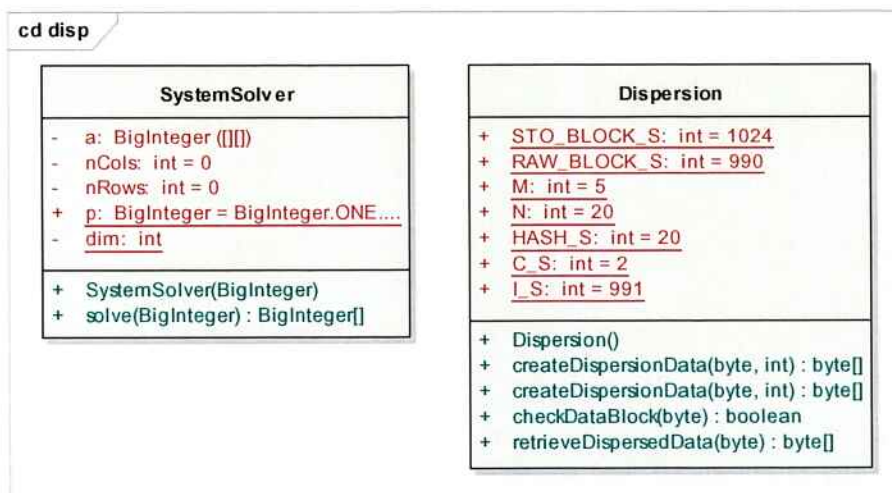 cd disp
SystemSolver
- a: BigInteger ([][])
- nCols: int = 0
- nRows: int = 0
+ p: BigInteger = BigInteger.ONE....
- dim: int
+ SystemSolver(BigInteger)
+ solve(BigInteger) : BigInteger[]
Dispersion
+ STO_BLOCK_S: int = 1024
+ RAW_BLOCK_S: int = 990
+ M: int = 5
+ N: int = 20
+ HASH_S: int = 20
+ C_S: int = 2
+ I_S: int = 991
+ Dispersion()
+ createDispersionData(byte, int) : byte[]
+ createDispersionData(byte, int) : byte[]
+ checkDataBlock(byte) : boolean
+ retrieveDispersedData(byte) : byte[]